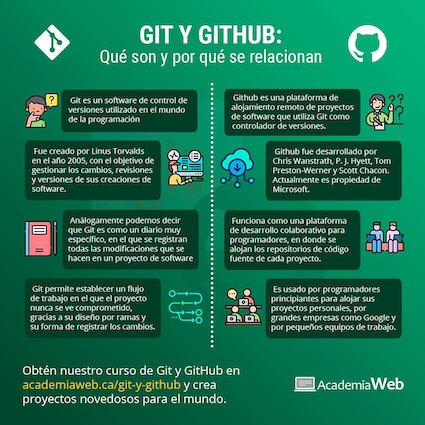 GIT Y GITHUB:
Qué son y por qué se relacionan
Git es un software de control de
versiones utilizado en el mundo
de la programación
Fue creado por Linus Torvalds
en el año 2005, con el objetivo de
gestionar los cambios, revisiones
y versiones de sus creaciones de
software.
Análogamente podemos decir
que Git es como un diario muy
específico, en el que se registran
todas las modificaciones que se
hacen en un proyecto de software
Git permite establecer un flujo
de trabajo en el que el proyecto
nunca se ve comprometido,
gracias a su diseño por ramas y
su forma de registrar los cambios.
Github es una plataforma de
alojamiento remoto de proyectos
de software que utiliza Git como
controlador de versiones.
Github fue desarrollado por
Chris Wanstrath, P. J. Hyett, Tom
Preston-Werner y Scott Chacon.
Actualmente es propiedad de
Microsoft.
Funciona como una plataforma
de desarrollo colaborativo para
programadores, en donde se
alojan los repositorios de código
fuente de cada proyecto.
Es usado por programadores
principiantes para alojar sus
proyectos personales, por
grandes empresas como Google y
por pequeños equipos de trabajo.
Obtén nuestro curso de Git y GitHub en
academiaweb.ca/git-y-github y crea
proyectos novedosos para el mundo.
AcademiaWeb